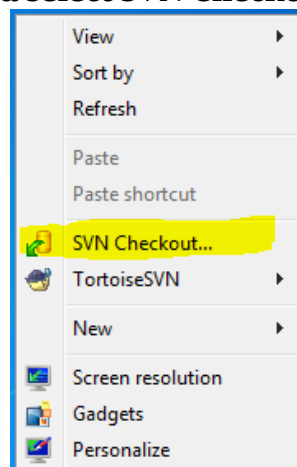 View
Sort by
Refresh
Paste
Paste shortcut
SVN Checkout...
TortoiseSVN
New
Screen resolution
Gadgets
Personalize